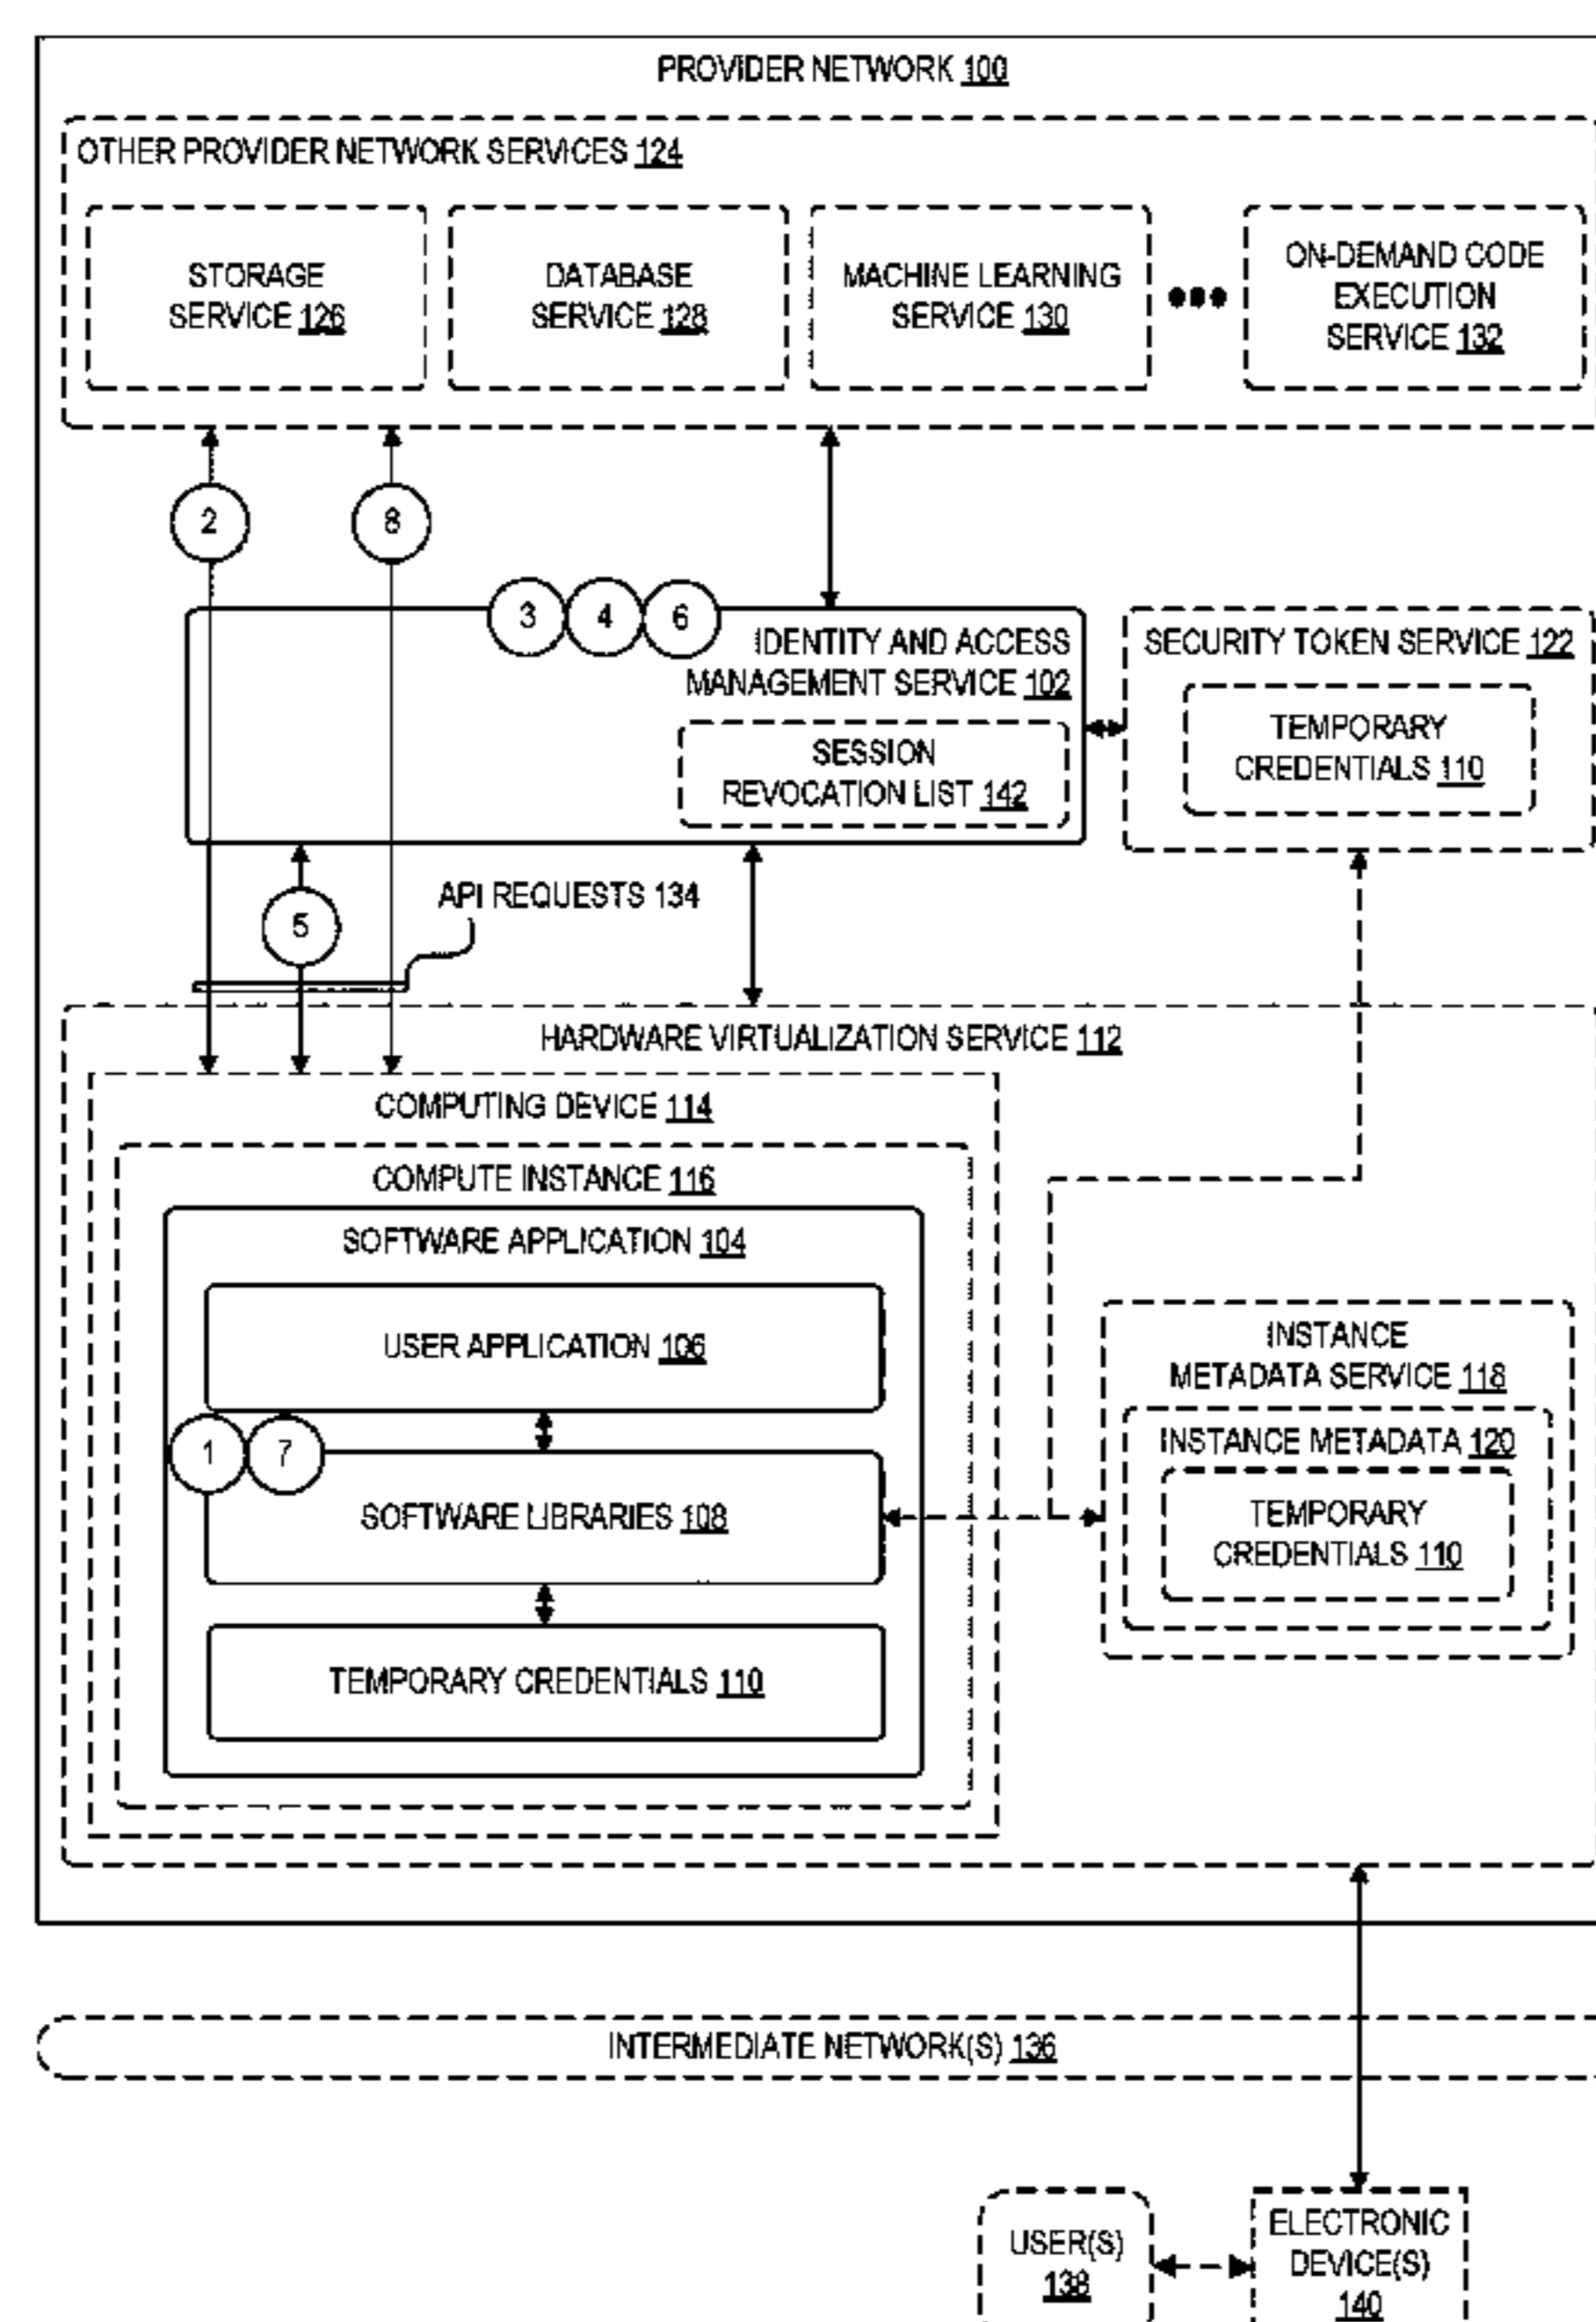 PROVIDER NETWORK 100
OTHER PROVIDER NETWORK SERVICES 124
STORAGE
SERVICE 126
DATABASE
SERVICE 128
MACHINE LEARNING
SERVICE 130
ON-DEMAND CODE
EXECUTION
SERVICE 132
2
8
3
4
6
IDENTITY AND ACCESS
MANAGEMENT SERVICE 102
SESSION
REVOCATION LIST 142
SECURITY TOKEN SERVICE 122
TEMPORARY
CREDENTIALS 110
5
API REQUESTS 134
HARDWARE VIRTUALIZATION SERVICE 112
COMPUTING DEVICE 114
COMPUTE INSTANCE 116
SOFTWARE APPLICATION 104
USER APPLICATION 106
1
7
SOFTWARE LIBRARIES 108
TEMPORARY CREDENTIALS 110
INSTANCE
METADATA SERVICE 118
INSTANCE METADATA 120
TEMPORARY
CREDENTIALS 110
INTERMEDIATE NETWORK(S) 136
USER(S)
138
ELECTRONIC
DEVICE(S)
140